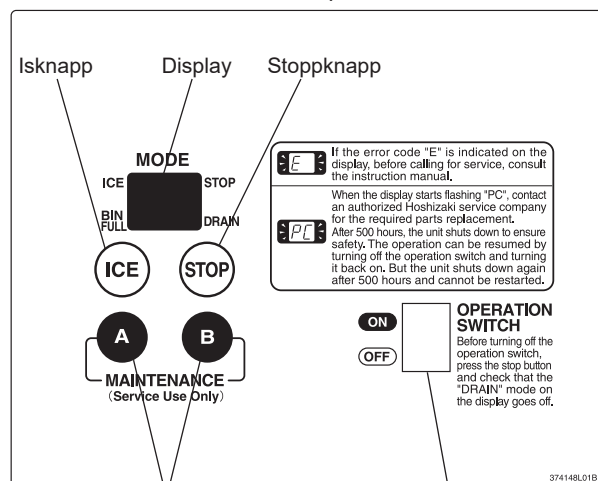 Isknapp Display Stoppknapp
MODE
ICE STOP
BIN
FULL
DRAIN
ICE STOP
A B
MAINTENANCE
(Service Use Only)
E
If the error code "E" is indicated on the
display, before calling for service, consult
the instruction manual.
PC
When the display starts flashing "PC", contact
an authorized Hoshizaki service company
for the required parts replacement.
After 500 hours, the unit shuts down to ensure
safety. The operation can be resumed by
turning off the operation switch and turning
it back on. But the unit shuts down again
after 500 hours and cannot be restarted.
ON
OFF
OPERATION
SWITCH
Before turning off the
operation switch,
press the stop button
and check that the
"DRAIN" mode on
the display goes off.
374148L01B